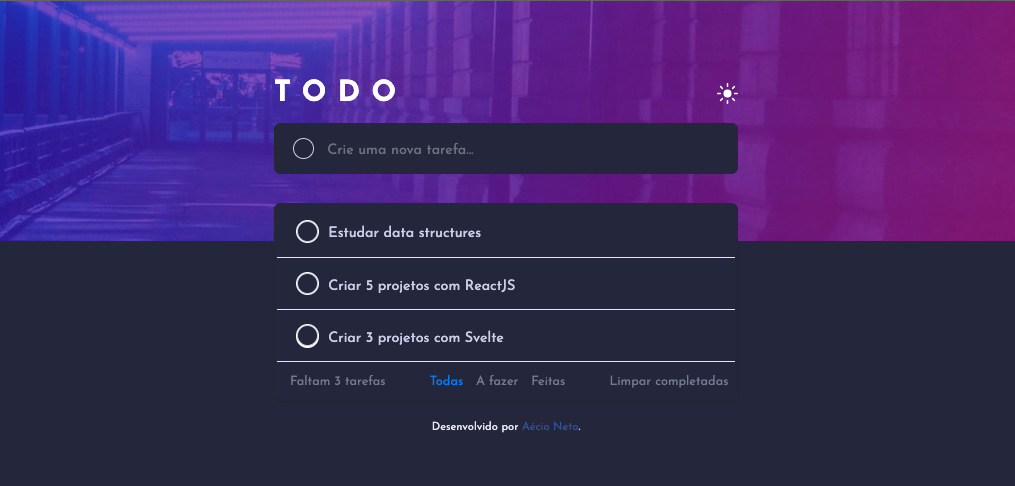 TODO
Crie uma nova tarefa...
Estudar data structures
Criar 5 projetos com ReactJS
Criar 3 projetos com Svelte
Faltam 3 tarefas Todas A fazer Feitas Limpar completadas
Desenvolvido por Aécio Neto.